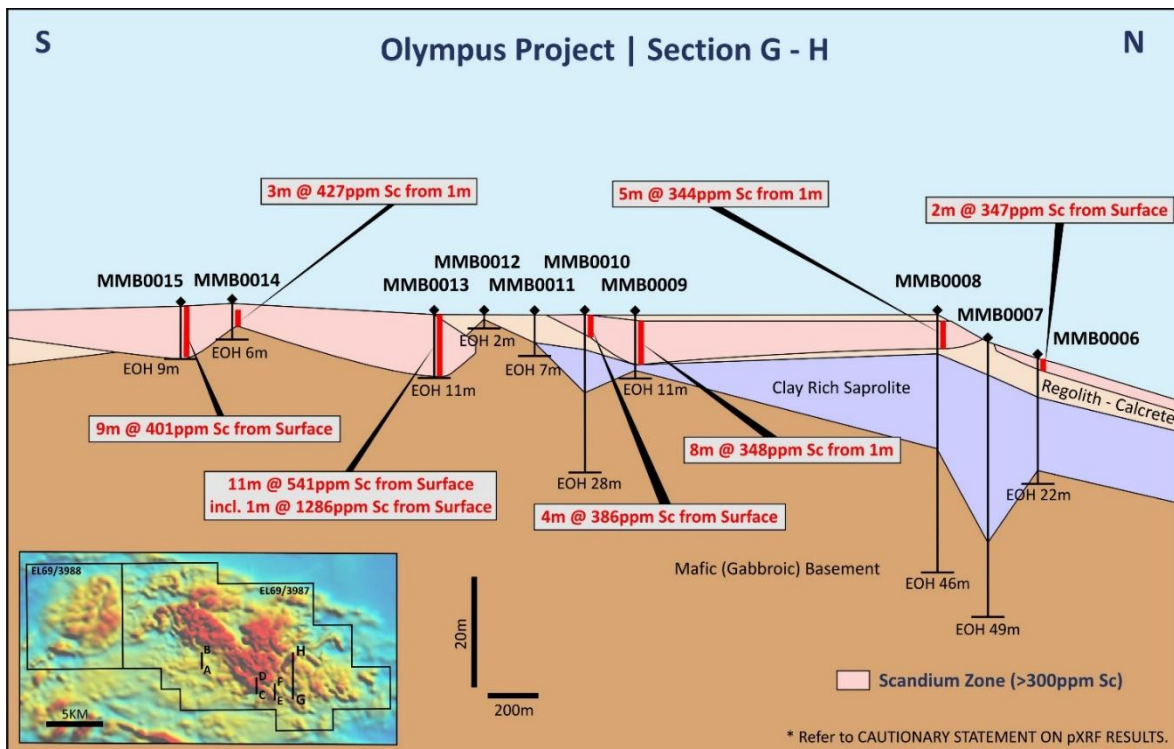 S
Olympus Project | Section G - H
N
3m @ 427ppm Sc from 1m
5m @ 344ppm Sc from 1m
2m @ 347ppm Sc from Surface
MMB0015
MMB0014
MMB0013
MMB0012
MMB0011
MMB0010
MMB0009
MMB0008
MMB0007
MMB0006
EOH 9m
EOH 6m
EOH 11m
EOH 2m
EOH 7m
EOH 28m
EOH 11m
EOH 46m
EOH 49m
EOH 22m
Clay Rich Saprolite
Regolith - Calcrete
9m @ 401ppm Sc from Surface
11m @ 541ppm Sc from Surface
incl. 1m @ 1286ppm Sc from Surface
8m @ 348ppm Sc from 1m
4m @ 386ppm Sc from Surface
Mafic (Gabbroic) Basement
EL69/3988
EL69/3987
B
A
D
C
F
E
H
G
5KM
20m
200m
Scandium Zone (>300ppm Sc)
* Refer to CAUTIONARY STATEMENT ON pXRF RESULTS.